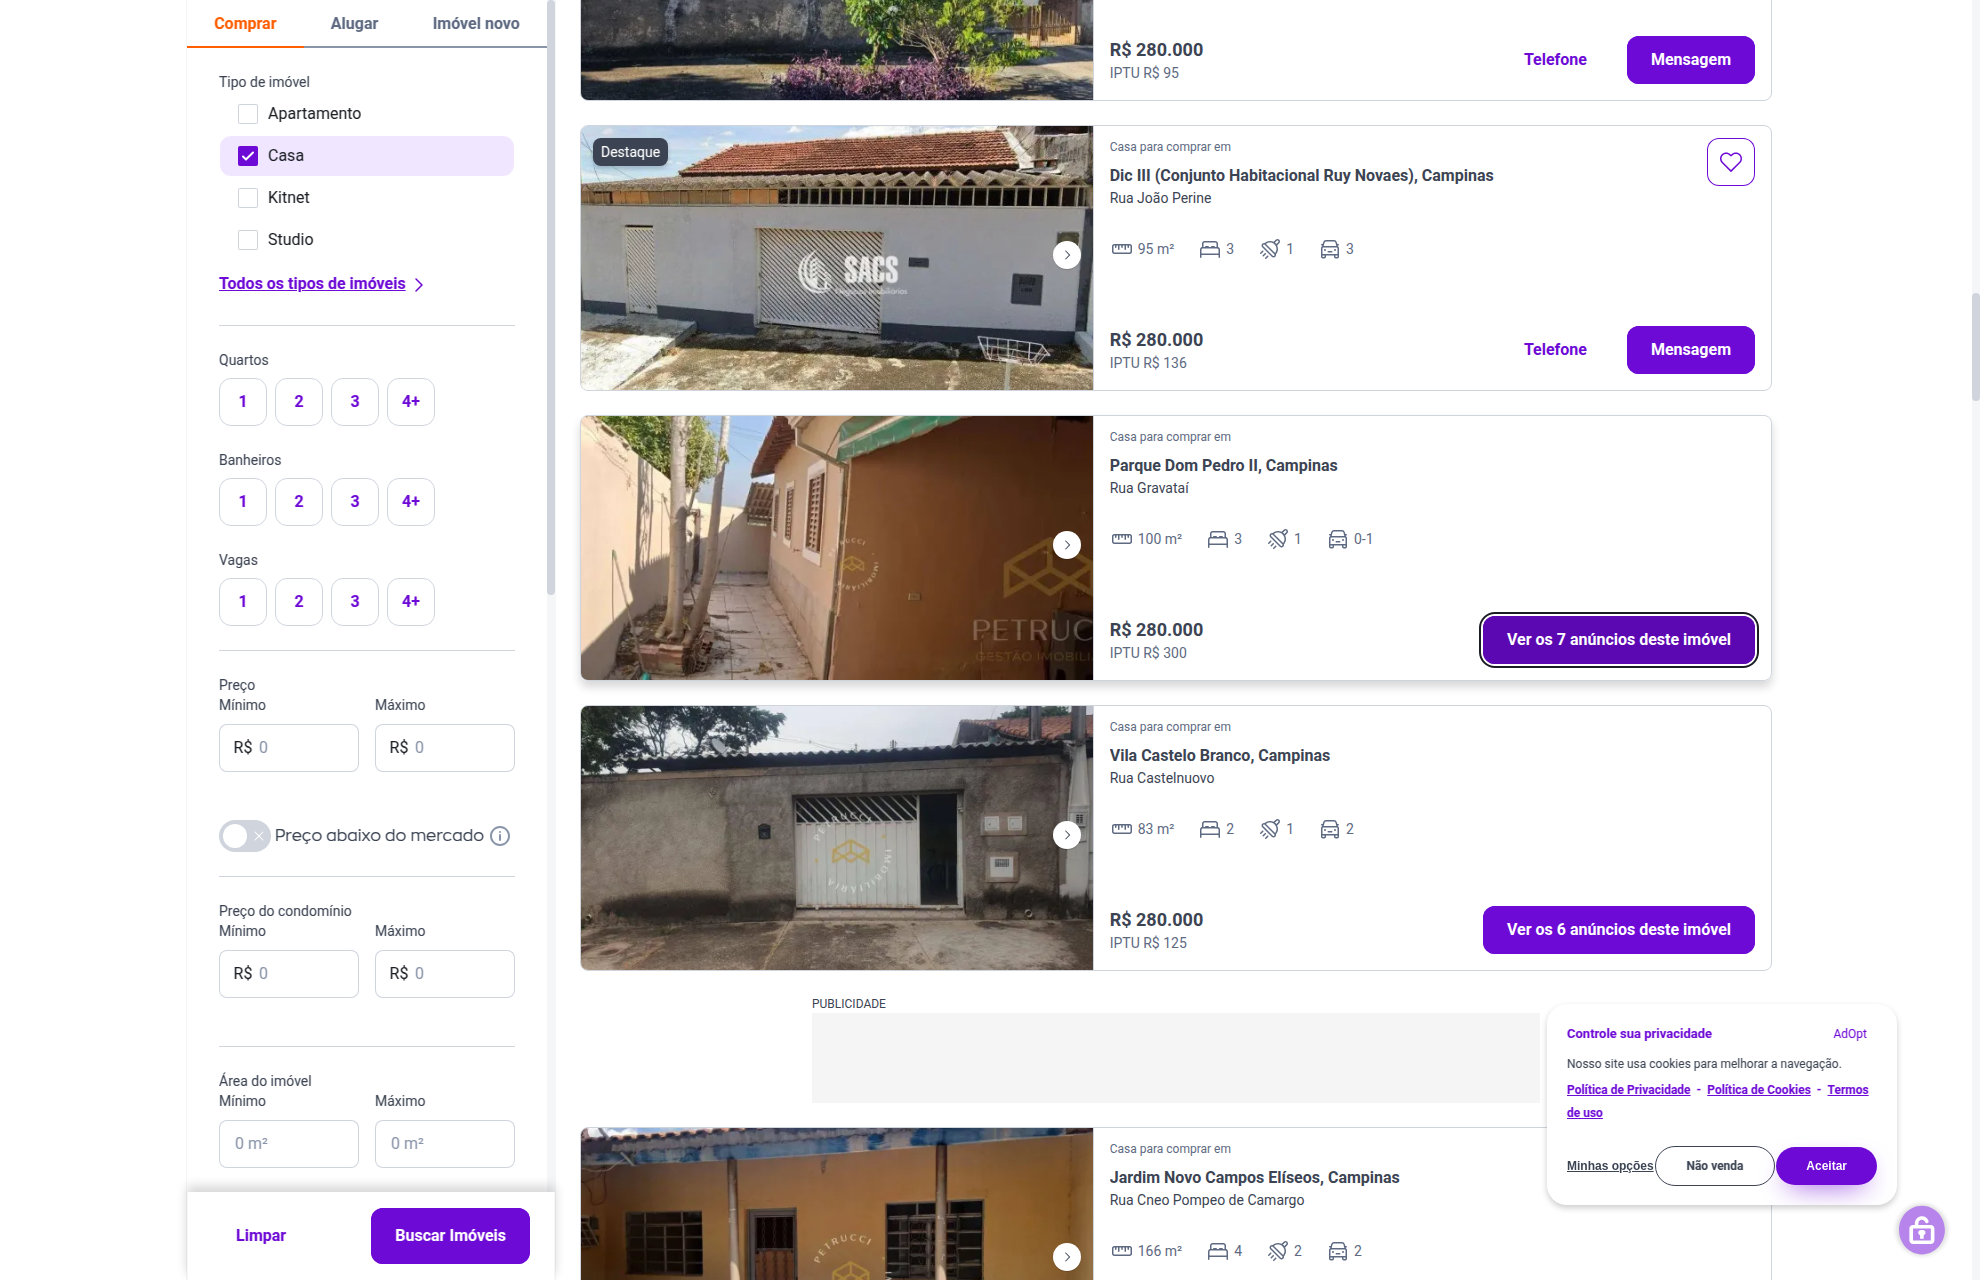 Comprar
Alugar
Imóvel novo
Tipo de imóvel
Apartamento
Casa
Kitnet
Studio
Todos os tipos de imóveis
Quartos
1
2
3
4+
Banheiros
1
2
3
4+
Vagas
1
2
3
4+
Preço
Mínimo
Máximo
R$ 0
R$ 0
Preço abaixo do mercado
Preço do condomínio
Mínimo
Máximo
R$ 0
R$ 0
Área do imóvel
Mínimo
Máximo
0 m²
0 m²
Limpar
Buscar Imóveis
R$ 280.000
IPTU R$ 95
Telefone
Mensagem
Destaque
SACS
Casa para comprar em
Dic III (Conjunto Habitacional Ruy Novaes), Campinas
Rua João Perine
95 m²
3
1
3
R$ 280.000
IPTU R$ 136
Telefone
Mensagem
PETRUCCI
IMOBILIÁRIA
PETRUCC
GESTÃO IMOBILI
Casa para comprar em
Parque Dom Pedro II, Campinas
Rua Gravataí
100 m²
3
1
0-1
R$ 280.000
IPTU R$ 300
Ver os 7 anúncios deste imóvel
PETRUCCI
IMOBILIÁRIA
Casa para comprar em
Vila Castelo Branco, Campinas
Rua Castelnuovo
83 m²
2
1
2
R$ 280.000
IPTU R$ 125
Ver os 6 anúncios deste imóvel
PUBLICIDADE
PETRUCCI
Casa para comprar em
Jardim Novo Campos Elíseos, Campinas
Rua Cneo Pompeo de Camargo
166 m²
4
2
2
Controle sua privacidade
AdOpt
Nosso site usa cookies para melhorar a navegação.
Política de Privacidade - Política de Cookies - Termos
de uso
Minhas opções
Não venda
Aceitar